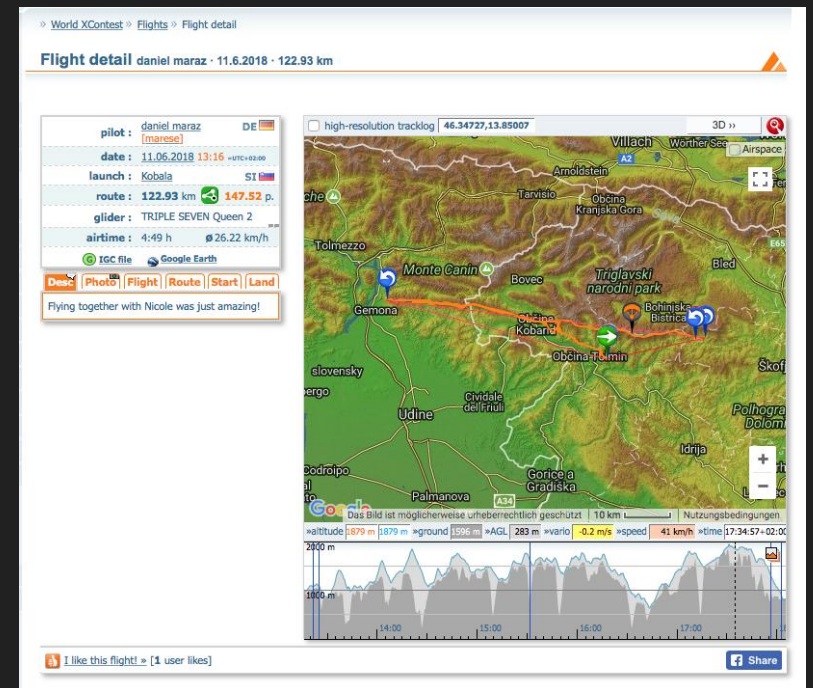 » World XContest » Flights » Flight detail
Flight detail daniel maraz · 11.6.2018 · 122.93 km
pilot : daniel maraz DE
[marese]
date : 11.06.2018 13:16 =UTC+02:00
launch : Kobala SI
route : 122.93 km 147.52 p.
glider : TRIPLE SEVEN Queen 2
airtime : 4:49 h ø 26.22 km/h
G IGC file Google Earth
Desc Photo Flight Route Start Land
Flying together with Nicole was just amazing!
high-resolution tracklog 46.34727,13.85007 3D ››
Airspace
Villach
Wörther See
A2
Arnoldstein
Tarvisio
Občina
Kranjska Gora
Tolmezzo
E65
Monte Canin
Bovec
Bled
Triglavski
narodni park
Bohinjska
Bistrica
Gemona
Občina
Kobarid
Občina Tolmin
slovensky
Škof
Cividale
del Friuli
Udine
Polhogra
Dolomi
Idrija
Codroipo
Gorice a
Gradiška
Palmanova
A34
+
−
Google
Das Bild ist möglicherweise urheberrechtlich geschützt 10 km Nutzungsbedingungen
»altitude 1879 m 1879 m »ground 1596 m »AGL 283 m »vario -0.2 m/s »speed 41 km/h »time 17:34:57+02:00
2000 m
1000 m
14:00 15:00 16:00 17:00
I like this flight! » [1 user likes]
f Share